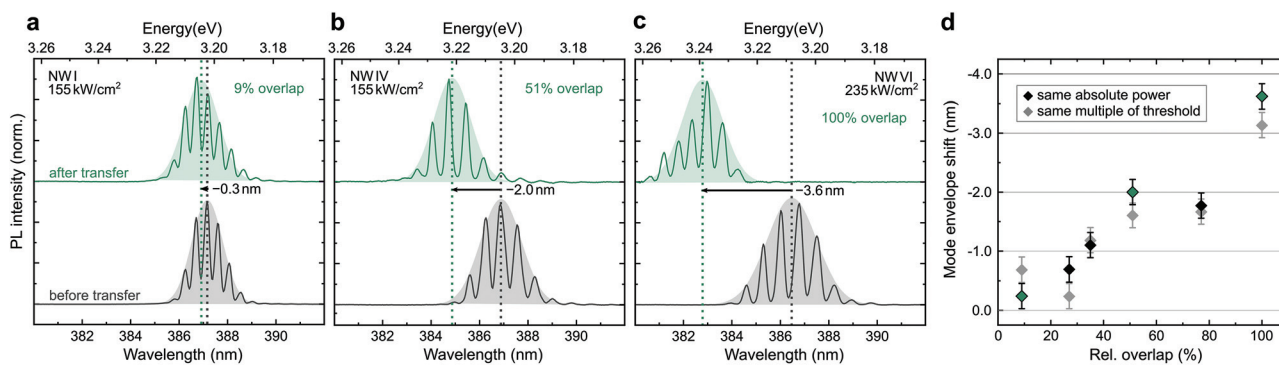 a
Energy(eV)
3.26 3.24 3.22 3.20 3.18
NW I
155 kW/cm²
9% overlap
after transfer
−0.3 nm
before transfer
PL intensity (norm.)
382 384 386 388 390
Wavelength (nm)
b
Energy(eV)
3.26 3.24 3.22 3.20 3.18
NW IV
155 kW/cm²
51% overlap
−2.0 nm
382 384 386 388 390
Wavelength (nm)
c
Energy(eV)
3.26 3.24 3.22 3.20 3.18
NW VI
235 kW/cm²
100% overlap
−3.6 nm
382 384 386 388 390
Wavelength (nm)
d
Mode envelope shift (nm)
-4.0
-3.0
-2.0
-1.0
0.0
same absolute power
same multiple of threshold
0 20 40 60 80 100
Rel. overlap (%)